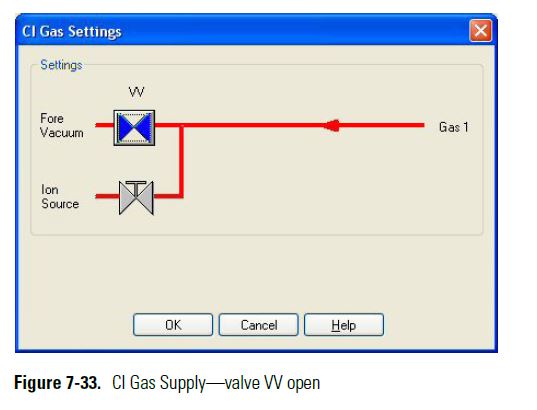 CI Gas Settings
Settings
VV
Fore
Vacuum
Gas 1
Ion
Source
OK
Cancel
Help
Figure 7-33. CI Gas Supply—valve VV open